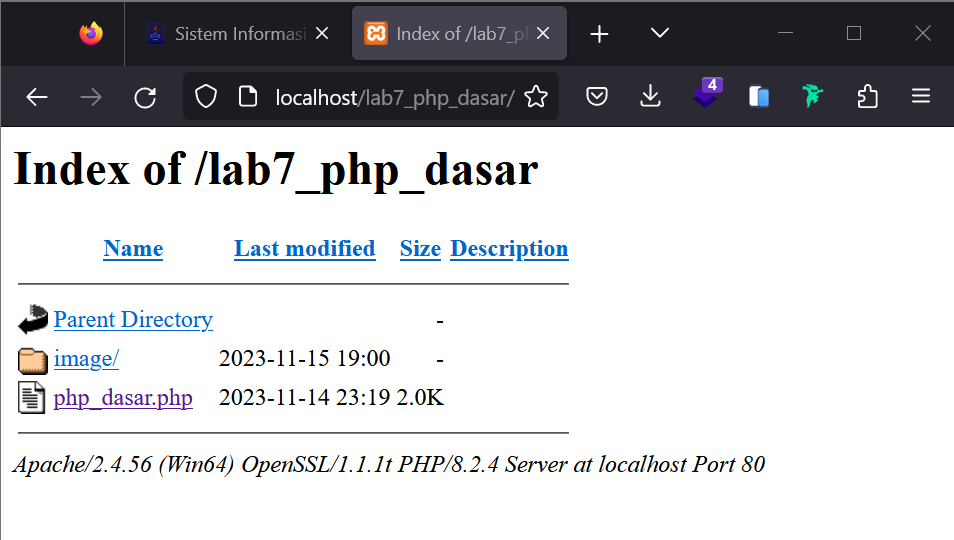 Sistem Informasi
Index of /lab7_php
localhost/lab7_php_dasar/
4
Index of /lab7_php_dasar
Name Last modified Size Description
Parent Directory -
image/ 2023-11-15 19:00 -
php_dasar.php 2023-11-14 23:19 2.0K
Apache/2.4.56 (Win64) OpenSSL/1.1.1t PHP/8.2.4 Server at localhost Port 80